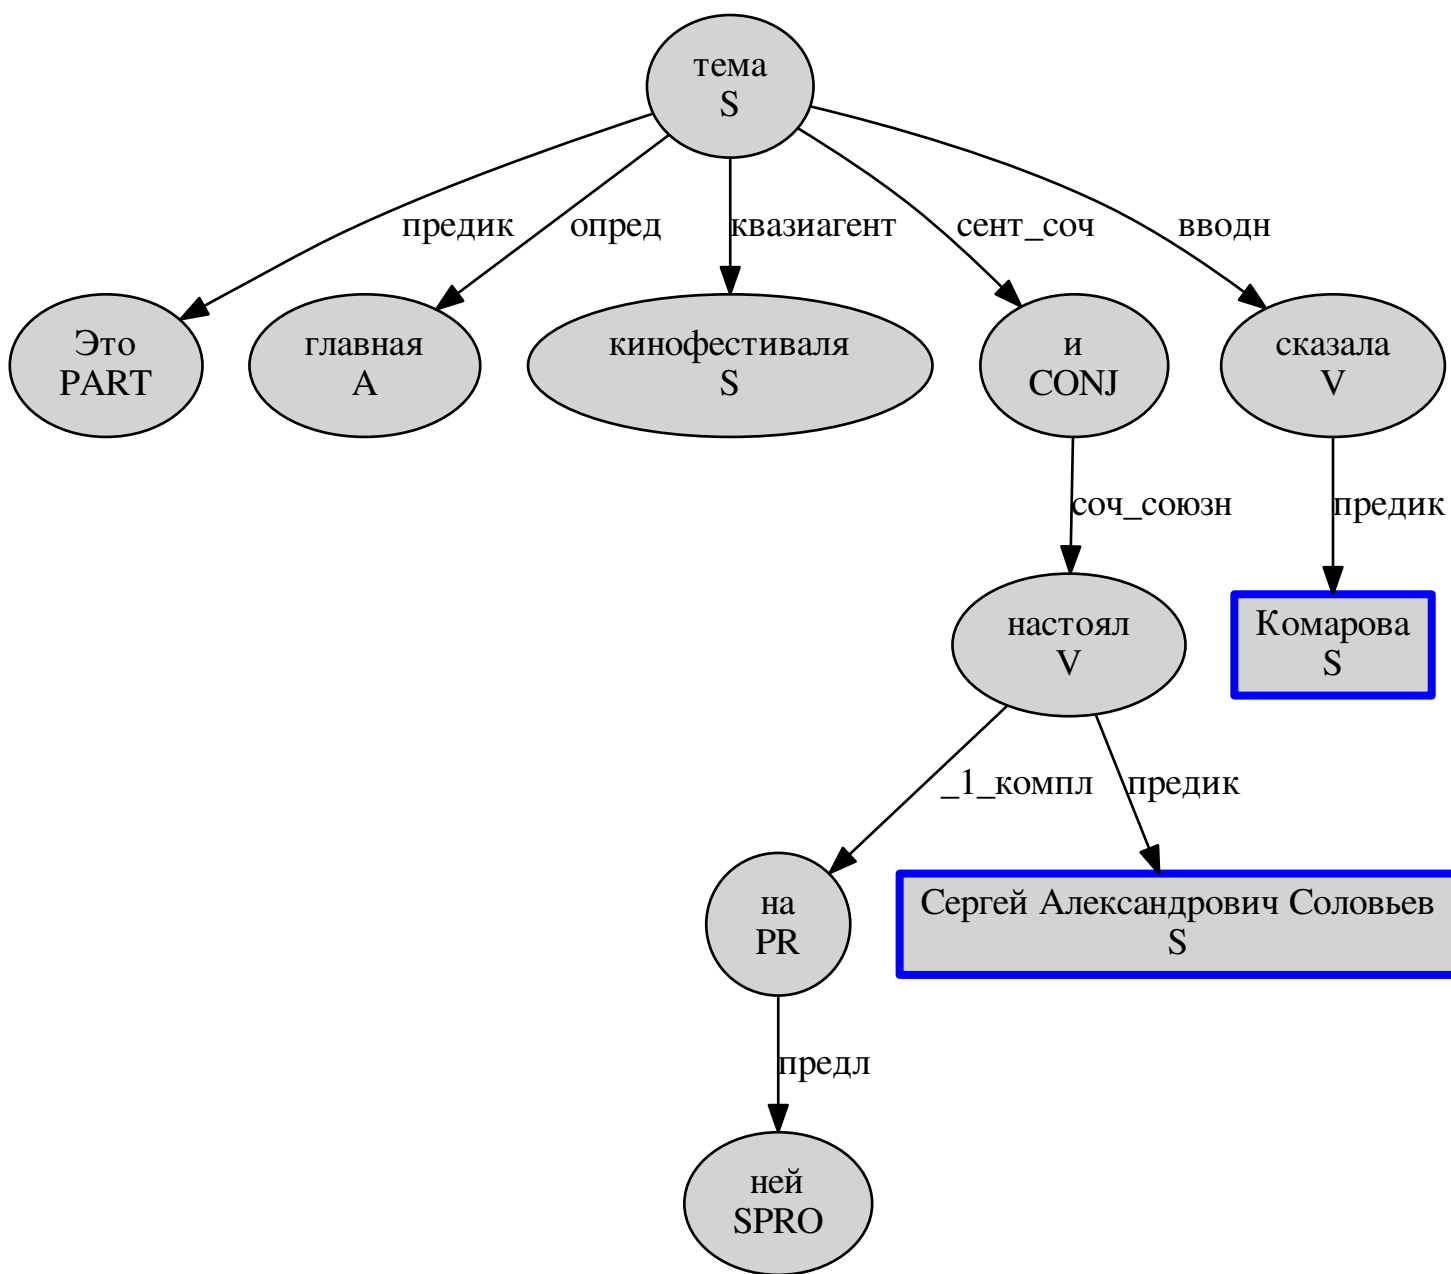 тема
S
предик
опред
квазиагент
сент_соч
вводн
Это
PART
главная
A
кинофестиваля
S
и
CONJ
сказала
V
соч_союзн
предик
настоял
V
Комарова
S
_1_компл
предик
на
PR
Сергей Александрович Соловьев
S
предл
ней
SPRO